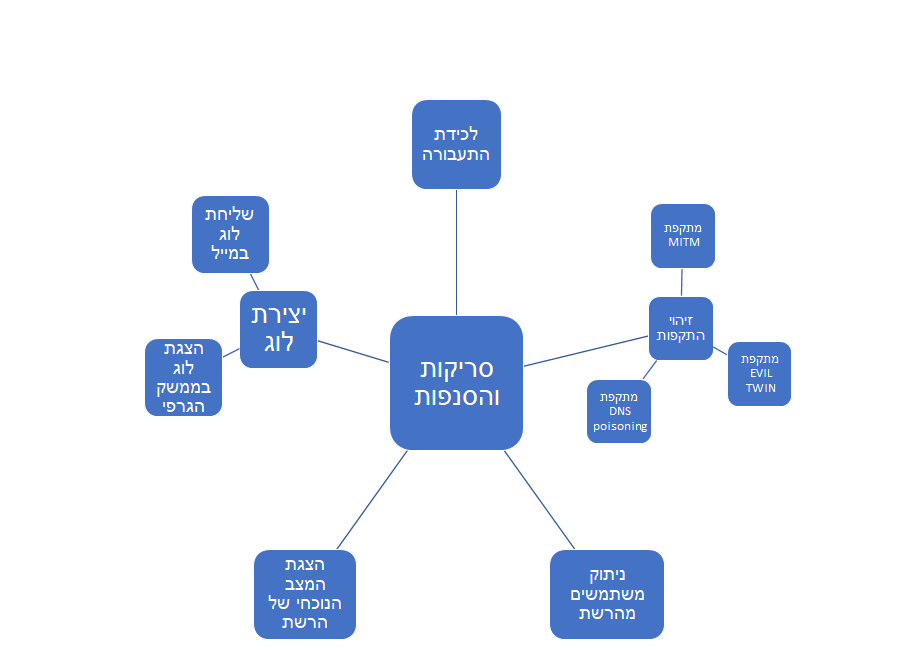 לכידת
התעבורה
שליחת
לוג
במייל
מתקפת
MITM
יצירת
לוג
זיהוי
התקפות
הצגת
לוג
בממשק
הגרפי
סריקות
והסנפות
מתקפת
EVIL
TWIN
מתקפת
DNS
poisoning
הצגת
המצב
הנוכחי של
הרשת
ניתוק
משתמשים
מהרשת